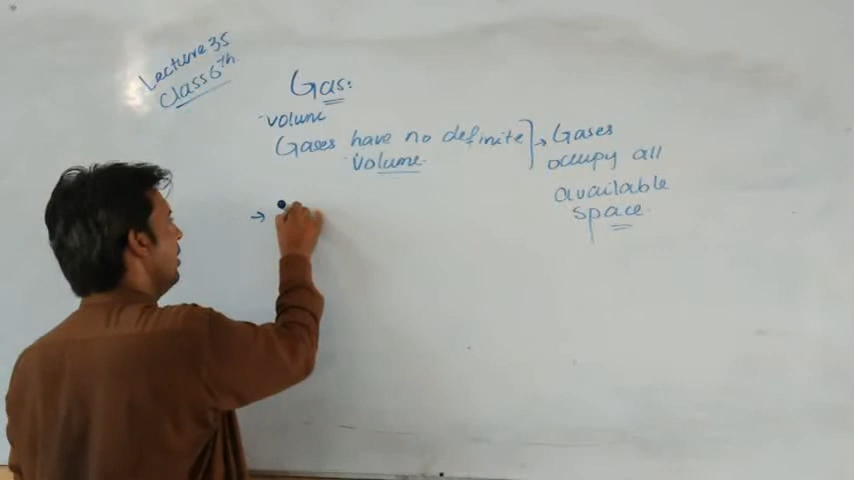 Lecture 35
Class 6th
Gas:
Volume
Gases have no definite → Gases
volume.
occupy all
available
space.